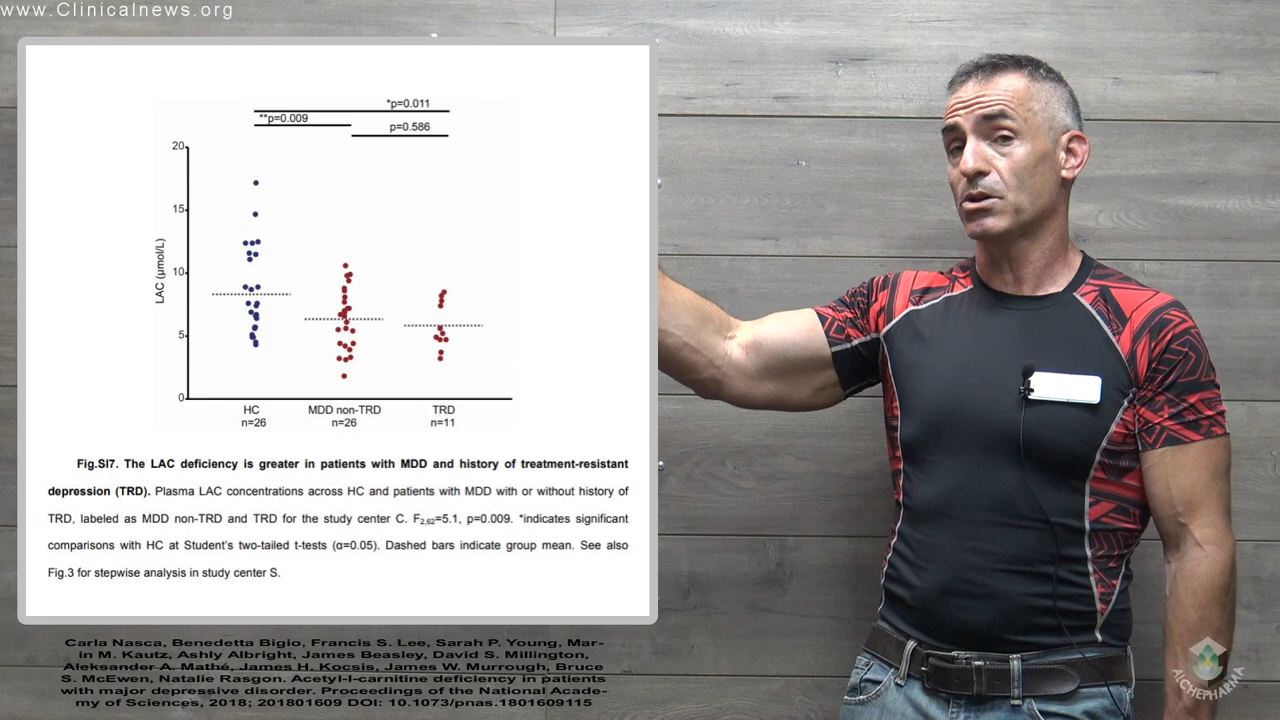 www.Clinicalnews.org
*p=0.011
**p=0.009
p=0.586
20
15
10
5
0
LAC (µmol/L)
HC
n=26
MDD non-TRD
n=26
TRD
n=11
Fig.SI7. The LAC deficiency is greater in patients with MDD and history of treatment-resistant
depression (TRD). Plasma LAC concentrations across HC and patients with MDD with or without history of
TRD, labeled as MDD non-TRD and TRD for the study center C. F2,62=5.1, p=0.009. *indicates significant
comparisons with HC at Student's two-tailed t-tests (α=0.05). Dashed bars indicate group mean. See also
Fig.3 for stepwise analysis in study center S.
Carla Nasca, Benedetta Bigio, Francis S. Lee, Sarah P. Young, Mar-
in M. Kautz, Ashly Albright, James Beasley, David S. Millington,
Aleksander A. Mathé, James H. Kocsis, James W. Murrough, Bruce
S. McEwen, Natalie Rasgon. Acetyl-l-carnitine deficiency in patients
with major depressive disorder. Proceedings of the National Acade-
my of Sciences, 2018; 201801609 DOI: 10.1073/pnas.1801609115
AlCHEPHARMA